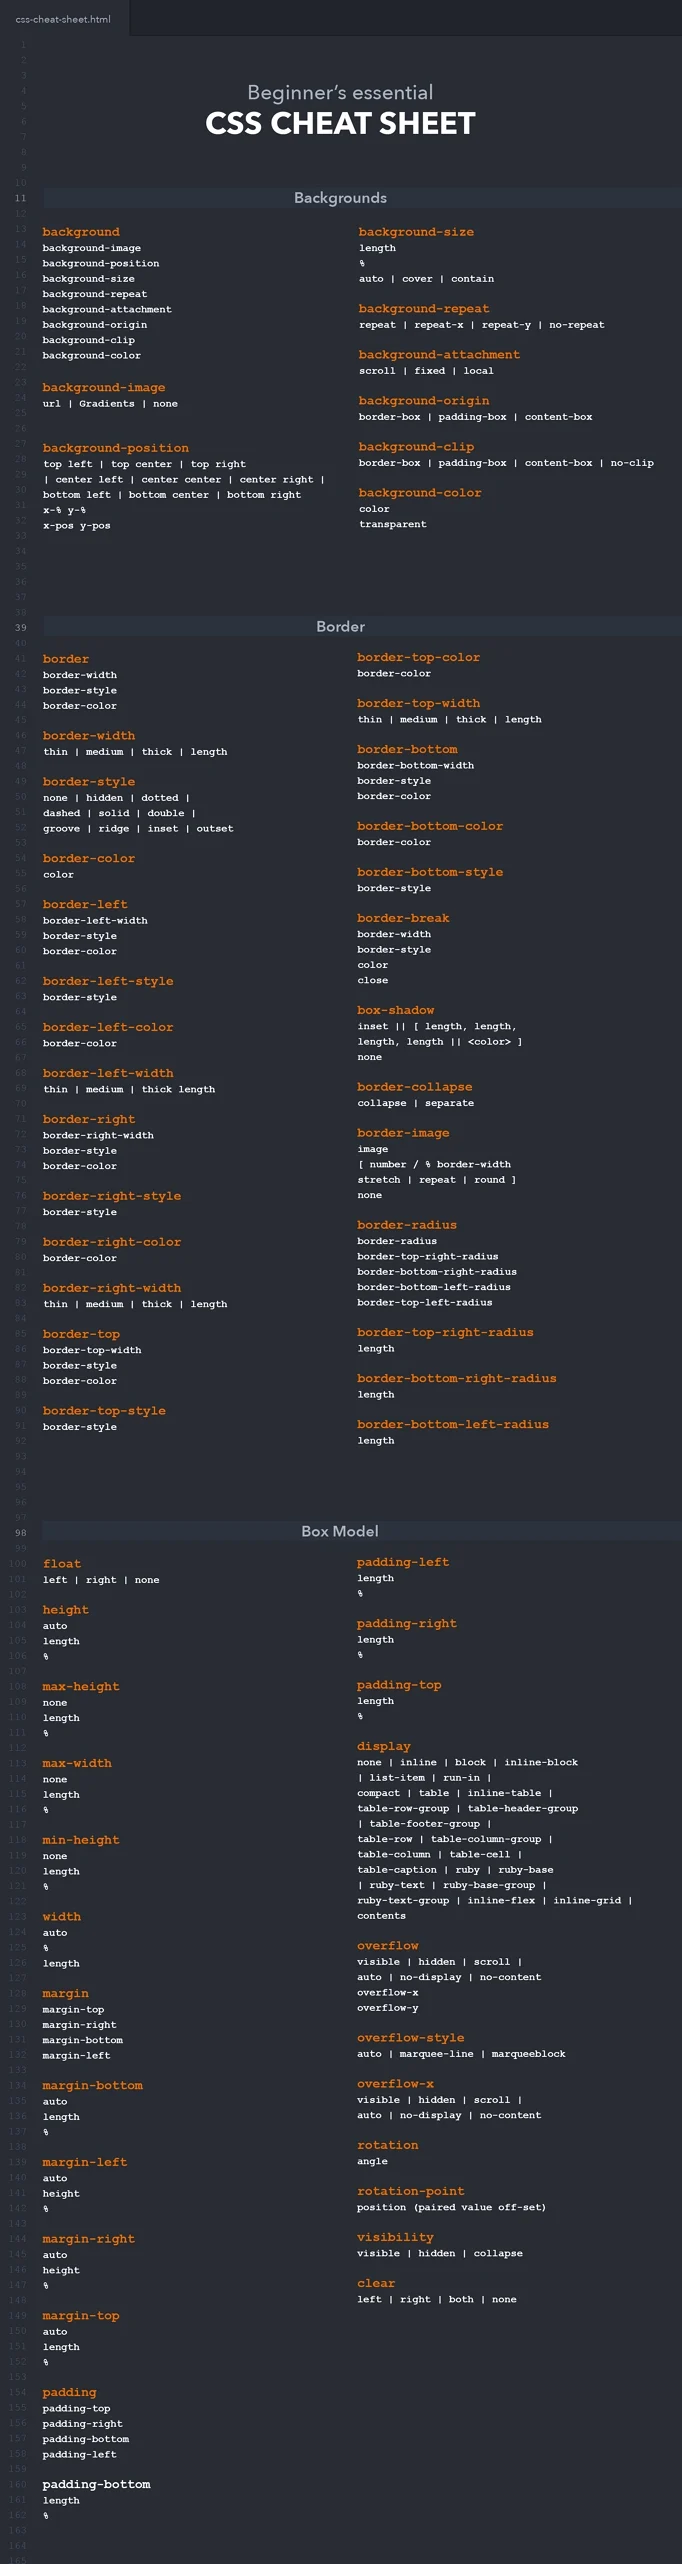 css-cheat-sheet.html
Beginner's essential
CSS CHEAT SHEET
Backgrounds
background
background-image
background-position
background-size
background-repeat
background-attachment
background-origin
background-clip
background-color
background-image
url | Gradients | none
background-position
top left | top center | top right
| center left | center center | center right |
bottom left | bottom center | bottom right
x-% y-%
x-pos y-pos
background-size
length
%
auto | cover | contain
background-repeat
repeat | repeat-x | repeat-y | no-repeat
background-attachment
scroll | fixed | local
background-origin
border-box | padding-box | content-box
background-clip
border-box | padding-box | content-box | no-clip
background-color
color
transparent
Border
border
border-width
border-style
border-color
border-width
thin | medium | thick | length
border-style
none | hidden | dotted |
dashed | solid | double |
groove | ridge | inset | outset
border-color
color
border-left
border-left-width
border-style
border-color
border-left-style
border-style
border-left-color
border-color
border-left-width
thin | medium | thick length
border-right
border-right-width
border-style
border-color
border-right-style
border-style
border-right-color
border-color
border-right-width
thin | medium | thick | length
border-top
border-top-width
border-style
border-color
border-top-style
border-style
border-top-color
border-color
border-top-width
thin | medium | thick | length
border-bottom
border-bottom-width
border-style
border-color
border-bottom-color
border-color
border-bottom-style
border-style
border-break
border-width
border-style
color
close
box-shadow
inset || [ length, length,
length, length || <color> ]
none
border-collapse
collapse | separate
border-image
image
[ number / % border-width
stretch | repeat | round ]
none
border-radius
border-radius
border-top-right-radius
border-bottom-right-radius
border-bottom-left-radius
border-top-left-radius
border-top-right-radius
length
border-bottom-right-radius
length
border-bottom-left-radius
length
Box Model
float
left | right | none
height
auto
length
%
max-height
none
length
%
max-width
none
length
%
min-height
none
length
%
width
auto
%
length
margin
margin-top
margin-right
margin-bottom
margin-left
margin-bottom
auto
length
%
margin-left
auto
height
%
margin-right
auto
height
%
margin-top
auto
length
%
padding
padding-top
padding-right
padding-bottom
padding-left
padding-bottom
length
%
padding-left
length
%
padding-right
length
%
padding-top
length
%
display
none | inline | block | inline-block
| list-item | run-in |
compact | table | inline-table |
table-row-group | table-header-group
| table-footer-group |
table-row | table-column-group |
table-column | table-cell |
table-caption | ruby | ruby-base
| ruby-text | ruby-base-group |
ruby-text-group | inline-flex | inline-grid |
contents
overflow
visible | hidden | scroll |
auto | no-display | no-content
overflow-x
overflow-y
overflow-style
auto | marquee-line | marqueeblock
overflow-x
visible | hidden | scroll |
auto | no-display | no-content
rotation
angle
rotation-point
position (paired value off-set)
visibility
visible | hidden | collapse
clear
left | right | both | none